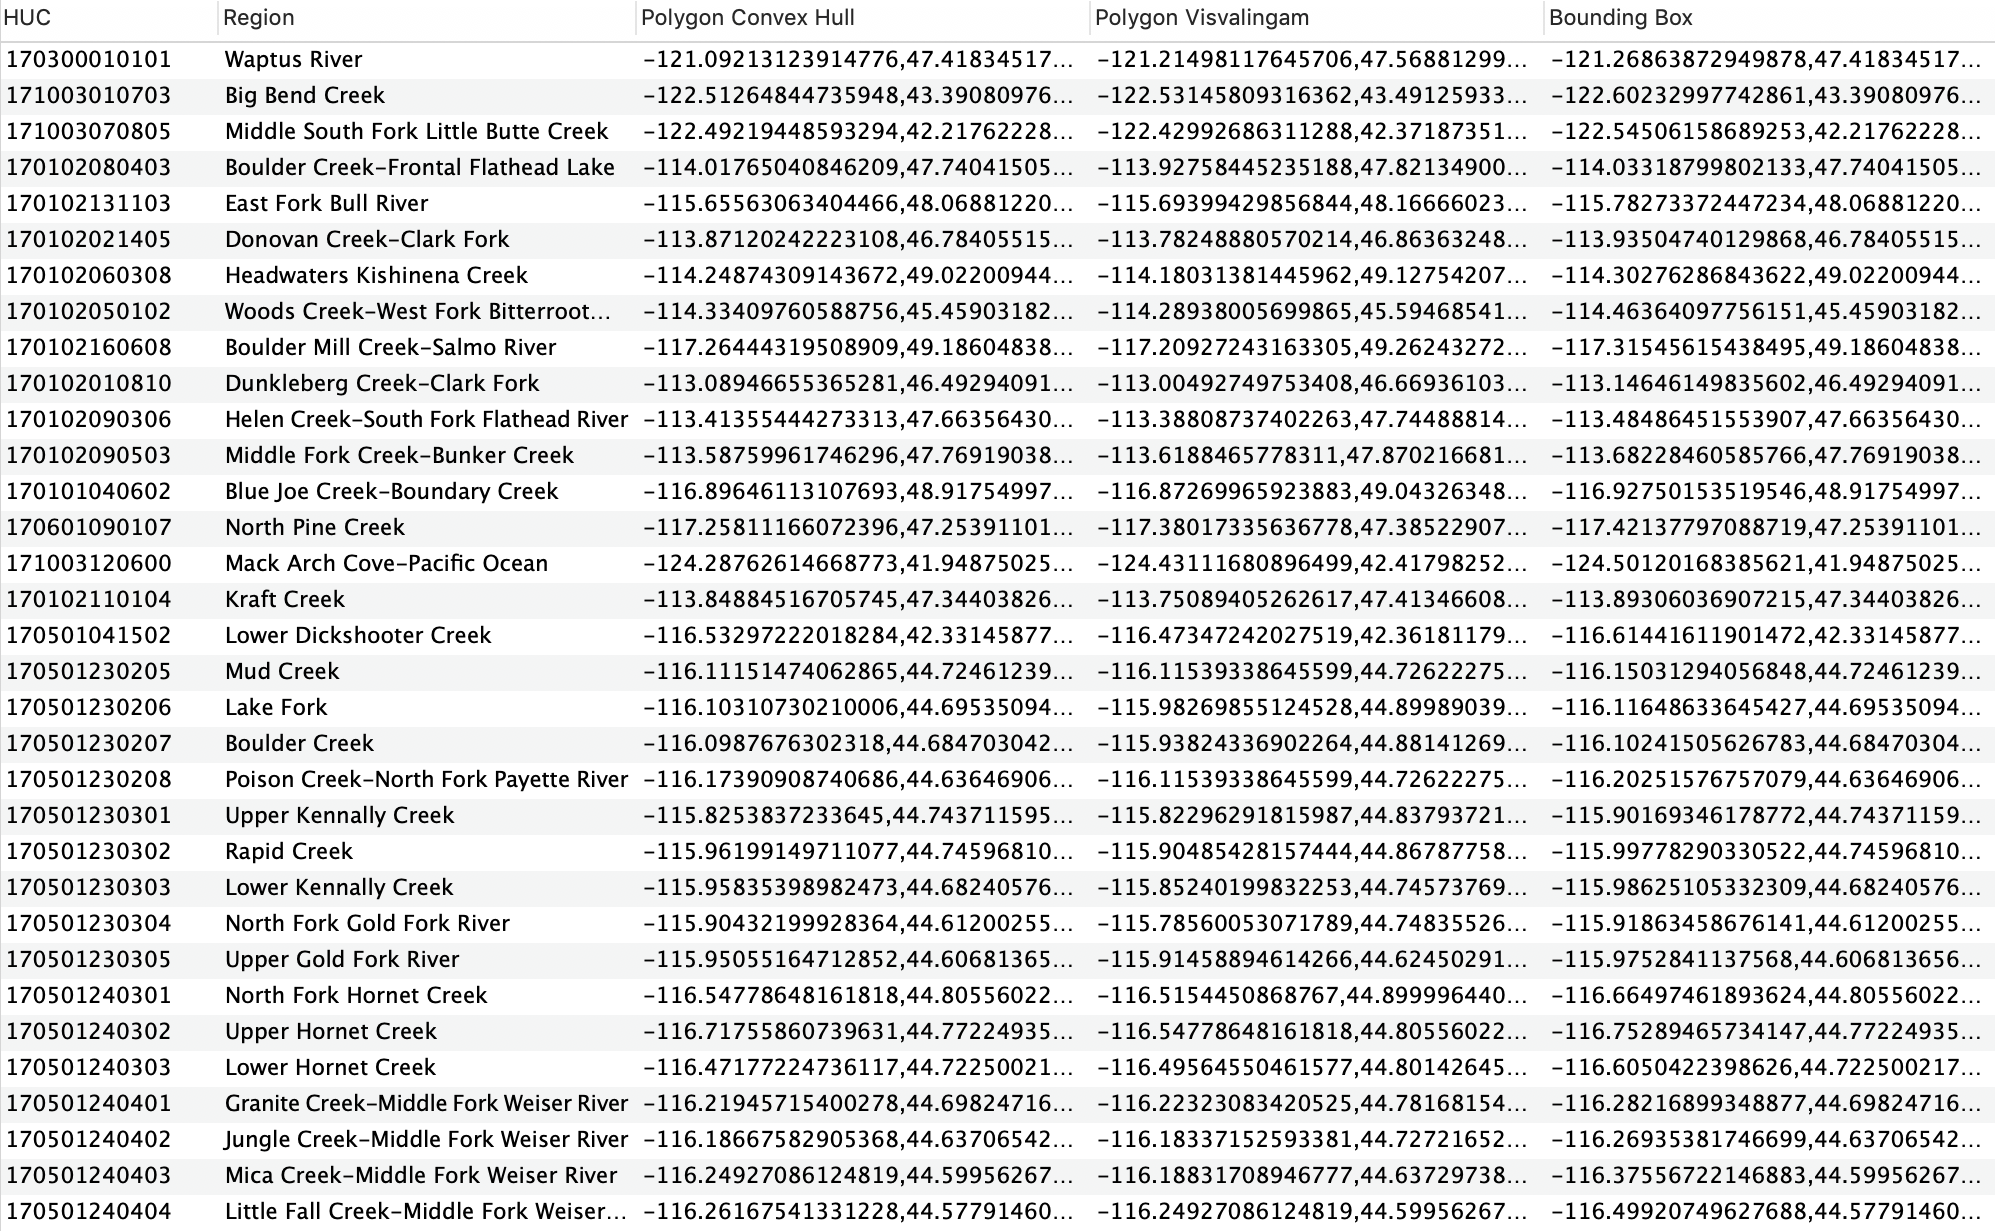 HUC Region Polygon Convex Hull Polygon Visvalingam Bounding Box
170300010101 Waptus River -121.09213123914776,47.41834517... -121.21498117645706,47.56881299... -121.26863872949878,47.41834517...
171003010703 Big Bend Creek -122.51264844735948,43.39080976... -122.53145809316362,43.49125933... -122.60232997742861,43.39080976...
171003070805 Middle South Fork Little Butte Creek -122.49219448593294,42.21762228... -122.42992686311288,42.37187351... -122.54506158689253,42.21762228...
170102080403 Boulder Creek-Frontal Flathead Lake -114.01765040846209,47.74041505... -113.92758445235188,47.82134900... -114.03318799802133,47.74041505...
170102131103 East Fork Bull River -115.65563063404466,48.06881220... -115.69399429856844,48.16666023... -115.78273372447234,48.06881220...
170102021405 Donovan Creek-Clark Fork -113.87120242223108,46.78405515... -113.78248880570214,46.86363248... -113.93504740129868,46.78405515...
170102060308 Headwaters Kishinena Creek -114.24874309143672,49.02200944... -114.18031381445962,49.12754207... -114.30276286843622,49.02200944...
170102050102 Woods Creek-West Fork Bitterroot... -114.33409760588756,45.45903182... -114.28938005699865,45.59468541... -114.46364097756151,45.45903182...
170102160608 Boulder Mill Creek-Salmo River -117.26444319508909,49.18604838... -117.20927243163305,49.26243272... -117.31545615438495,49.18604838...
170102010810 Dunkleberg Creek-Clark Fork -113.08946655365281,46.49294091... -113.00492749753408,46.66936103... -113.14646149835602,46.49294091...
170102090306 Helen Creek-South Fork Flathead River -113.41355444273313,47.66356430... -113.38808737402263,47.74488814... -113.48486451553907,47.66356430...
170102090503 Middle Fork Creek-Bunker Creek -113.58759961746296,47.76919038... -113.6188465778311,47.870216681... -113.68228460585766,47.76919038...
170101040602 Blue Joe Creek-Boundary Creek -116.89646113107693,48.91754997... -116.87269965923883,49.04326348... -116.92750153519546,48.91754997...
170601090107 North Pine Creek -117.25811166072396,47.25391101... -117.38017335636778,47.38522907... -117.42137797088719,47.25391101...
171003120600 Mack Arch Cove-Pacific Ocean -124.28762614668773,41.94875025... -124.43111680896499,42.41798252... -124.50120168385621,41.94875025...
170102110104 Kraft Creek -113.84884516705745,47.34403826... -113.75089405262617,47.41346608... -113.89306036907215,47.34403826...
170501041502 Lower Dickshooter Creek -116.53297222018284,42.33145877... -116.47347242027519,42.36181179... -116.61441611901472,42.33145877...
170501230205 Mud Creek -116.11151474062865,44.72461239... -116.11539338645599,44.72622275... -116.15031294056848,44.72461239...
170501230206 Lake Fork -116.10310730210006,44.69535094... -115.98269855124528,44.89989039... -116.11648633645427,44.69535094...
170501230207 Boulder Creek -116.0987676302318,44.684703042... -115.93824336902264,44.88141269... -116.10241505626783,44.68470304...
170501230208 Poison Creek-North Fork Payette River -116.17390908740686,44.63646906... -116.11539338645599,44.72622275... -116.20251576757079,44.63646906...
170501230301 Upper Kennally Creek -115.8253837233645,44.743711595... -115.82296291815987,44.83793721... -115.90169346178772,44.74371159...
170501230302 Rapid Creek -115.96199149711077,44.74596810... -115.90485428157444,44.86787758... -115.99778290330522,44.74596810...
170501230303 Lower Kennally Creek -115.95835398982473,44.68240576... -115.85240199832253,44.74573769... -115.98625105332309,44.68240576...
170501230304 North Fork Gold Fork River -115.90432199928364,44.61200255... -115.78560053071789,44.74835526... -115.91863458676141,44.61200255...
170501230305 Upper Gold Fork River -115.95055164712852,44.60681365... -115.91458894614266,44.62450291... -115.9752841137568,44.606813656...
170501240301 North Fork Hornet Creek -116.54778648161818,44.80556022... -116.5154450868767,44.899996440... -116.66497461893624,44.80556022...
170501240302 Upper Hornet Creek -116.71755860739631,44.77224935... -116.54778648161818,44.80556022... -116.75289465734147,44.77224935...
170501240303 Lower Hornet Creek -116.47177224736117,44.72250021... -116.49564550461577,44.80142645... -116.6050422398626,44.722500217...
170501240401 Granite Creek-Middle Fork Weiser River -116.21945715400278,44.69824716... -116.22323083420525,44.78168154... -116.28216899348877,44.69824716...
170501240402 Jungle Creek-Middle Fork Weiser River -116.18667582905368,44.63706542... -116.18337152593381,44.72721652... -116.26935381746699,44.63706542...
170501240403 Mica Creek-Middle Fork Weiser River -116.24927086124819,44.59956267... -116.18831708946777,44.63729738... -116.37556722146883,44.59956267...
170501240404 Little Fall Creek-Middle Fork Weiser... -116.26167541331228,44.57791460... -116.24927086124819,44.59956267... -116.49920749627688,44.57791460...